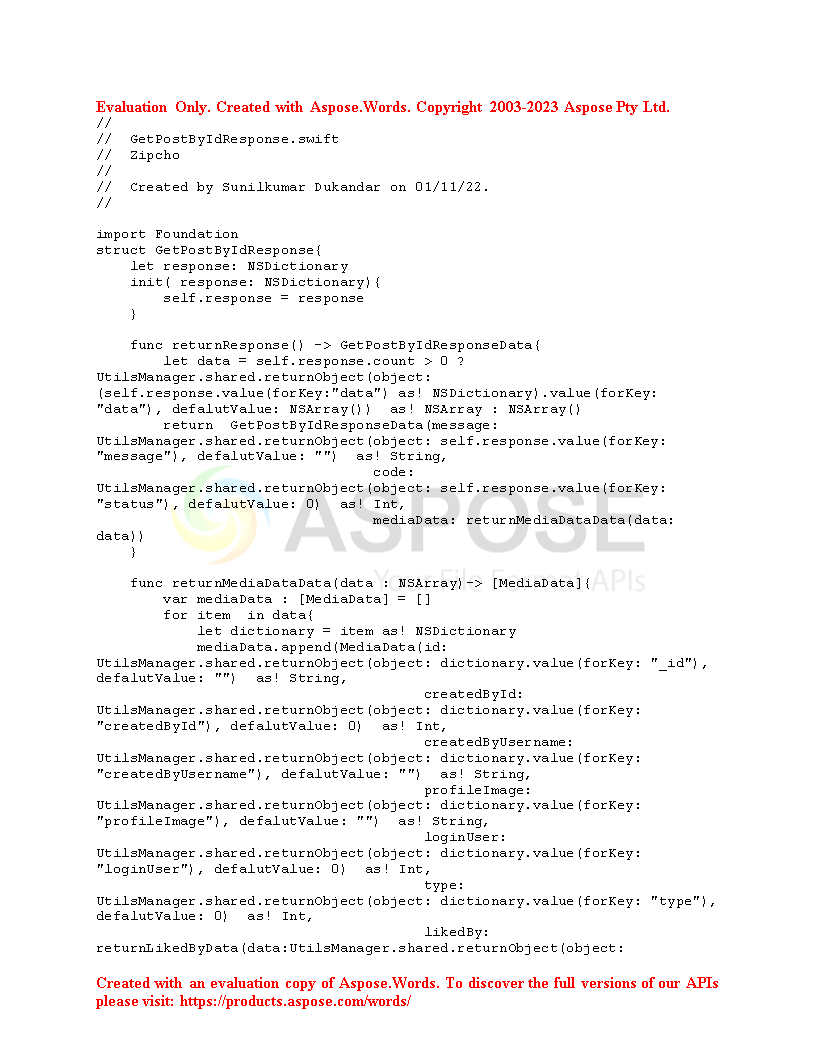 Evaluation Only. Created with Aspose.Words. Copyright 2003-2023 Aspose Pty Ltd.
//
//  GetPostByIdResponse.swift
//  Zipcho
//
//  Created by Sunilkumar Dukandar on 01/11/22.
//

import Foundation
struct GetPostByIdResponse{
    let response: NSDictionary
    init( response: NSDictionary){
        self.response = response
    }

    func returnResponse() -> GetPostByIdResponseData{
        let data = self.response.count > 0 ?
UtilsManager.shared.returnObject(object:
(self.response.value(forKey:"data") as! NSDictionary).value(forKey:
"data"), defalutValue: NSArray())  as! NSArray : NSArray()
        return  GetPostByIdResponseData(message:
UtilsManager.shared.returnObject(object: self.response.value(forKey:
"message"), defalutValue: "")  as! String,
                                 code:
UtilsManager.shared.returnObject(object: self.response.value(forKey:
"status"), defalutValue: 0)  as! Int,
                                 mediaData: returnMediaDataData(data:
data))
    }
ASPOSE
Your File Format APIs

    func returnMediaDataData(data : NSArray)-> [MediaData]{
        var mediaData : [MediaData] = []
        for item  in data{
            let dictionary = item as! NSDictionary
            mediaData.append(MediaData(id:
UtilsManager.shared.returnObject(object: dictionary.value(forKey: "_id"),
defalutValue: "")  as! String,
                                       createdById:
UtilsManager.shared.returnObject(object: dictionary.value(forKey:
"createdById"), defalutValue: 0)  as! Int,
                                       createdByUsername:
UtilsManager.shared.returnObject(object: dictionary.value(forKey:
"createdByUsername"), defalutValue: "")  as! String,
                                       profileImage:
UtilsManager.shared.returnObject(object: dictionary.value(forKey:
"profileImage"), defalutValue: "")  as! String,
                                       loginUser:
UtilsManager.shared.returnObject(object: dictionary.value(forKey:
"loginUser"), defalutValue: 0)  as! Int,
                                       type:
UtilsManager.shared.returnObject(object: dictionary.value(forKey: "type"),
defalutValue: 0)  as! Int,
                                       likedBy:
returnLikedByData(data:UtilsManager.shared.returnObject(object:

Created with an evaluation copy of Aspose.Words. To discover the full versions of our APIs
please visit: https://products.aspose.com/words/